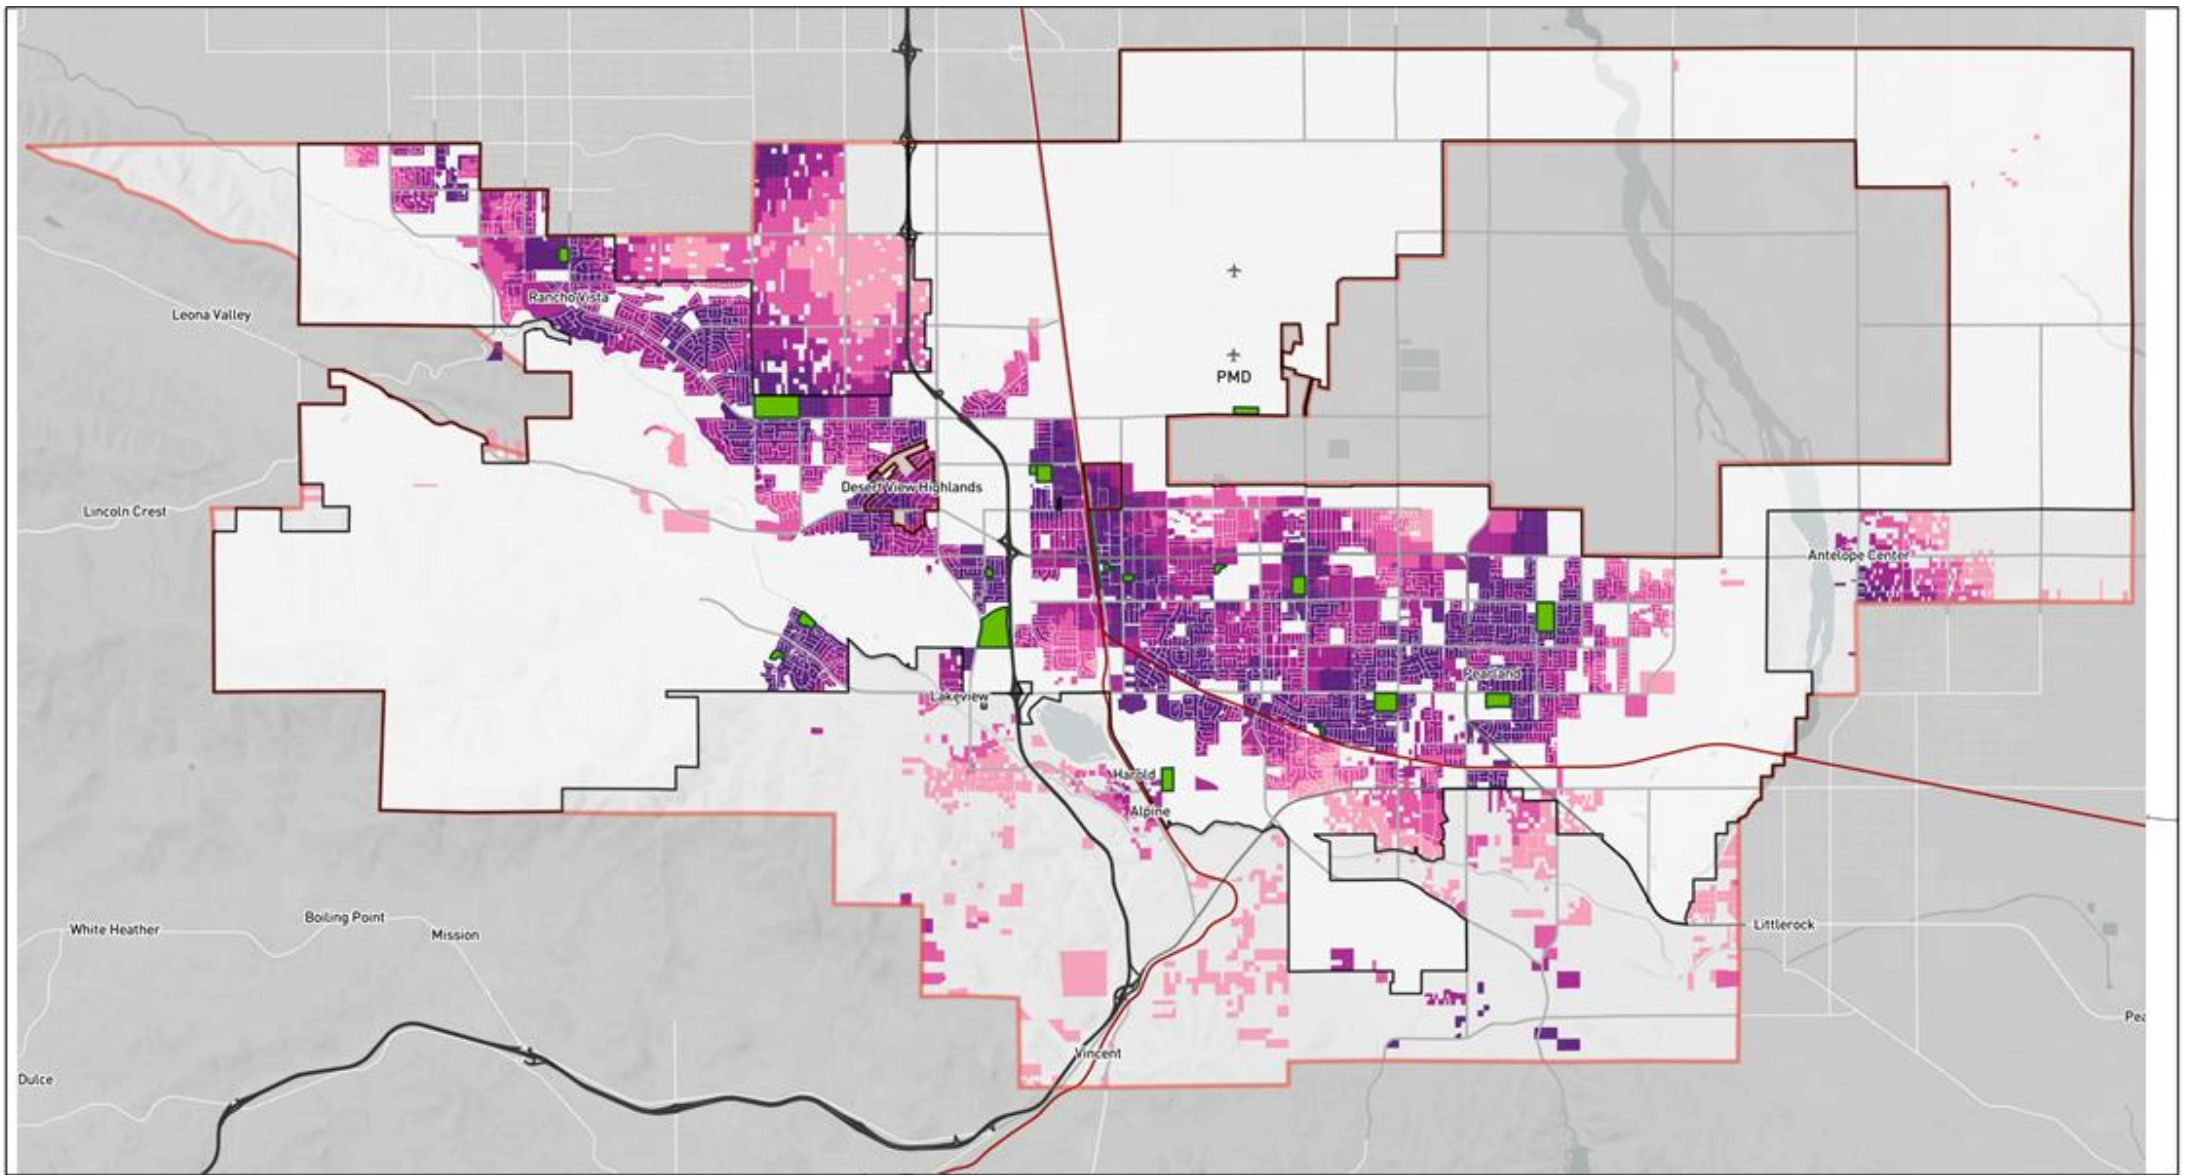 Rancho Vista
Leona Valley
PMD
Desert View Highlands
Lincoln Crest
Antelope Center
Pearland
Lakeview
Harold
Alpine
Boiling Point
White Heather
Mission
Littlerock
Pea
Vincent
Dulce